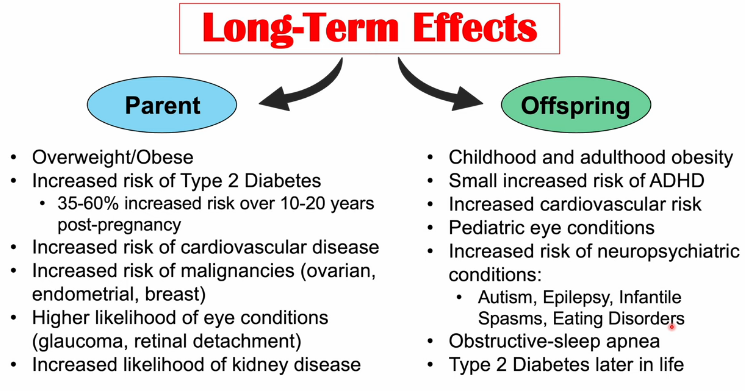 Long-Term Effects
Parent
• Overweight/Obese
• Increased risk of Type 2 Diabetes
• 35-60% increased risk over 10-20 years
post-pregnancy
• Increased risk of cardiovascular disease
• Increased risk of malignancies (ovarian,
endometrial, breast)
• Higher likelihood of eye conditions
(glaucoma, retinal detachment)
• Increased likelihood of kidney disease
Offspring
• Childhood and adulthood obesity
• Small increased risk of ADHD
• Increased cardiovascular risk
• Pediatric eye conditions
• Increased risk of neuropsychiatric
conditions:
• Autism, Epilepsy, Infantile
Spasms, Eating Disorders
• Obstructive-sleep apnea
• Type 2 Diabetes later in life